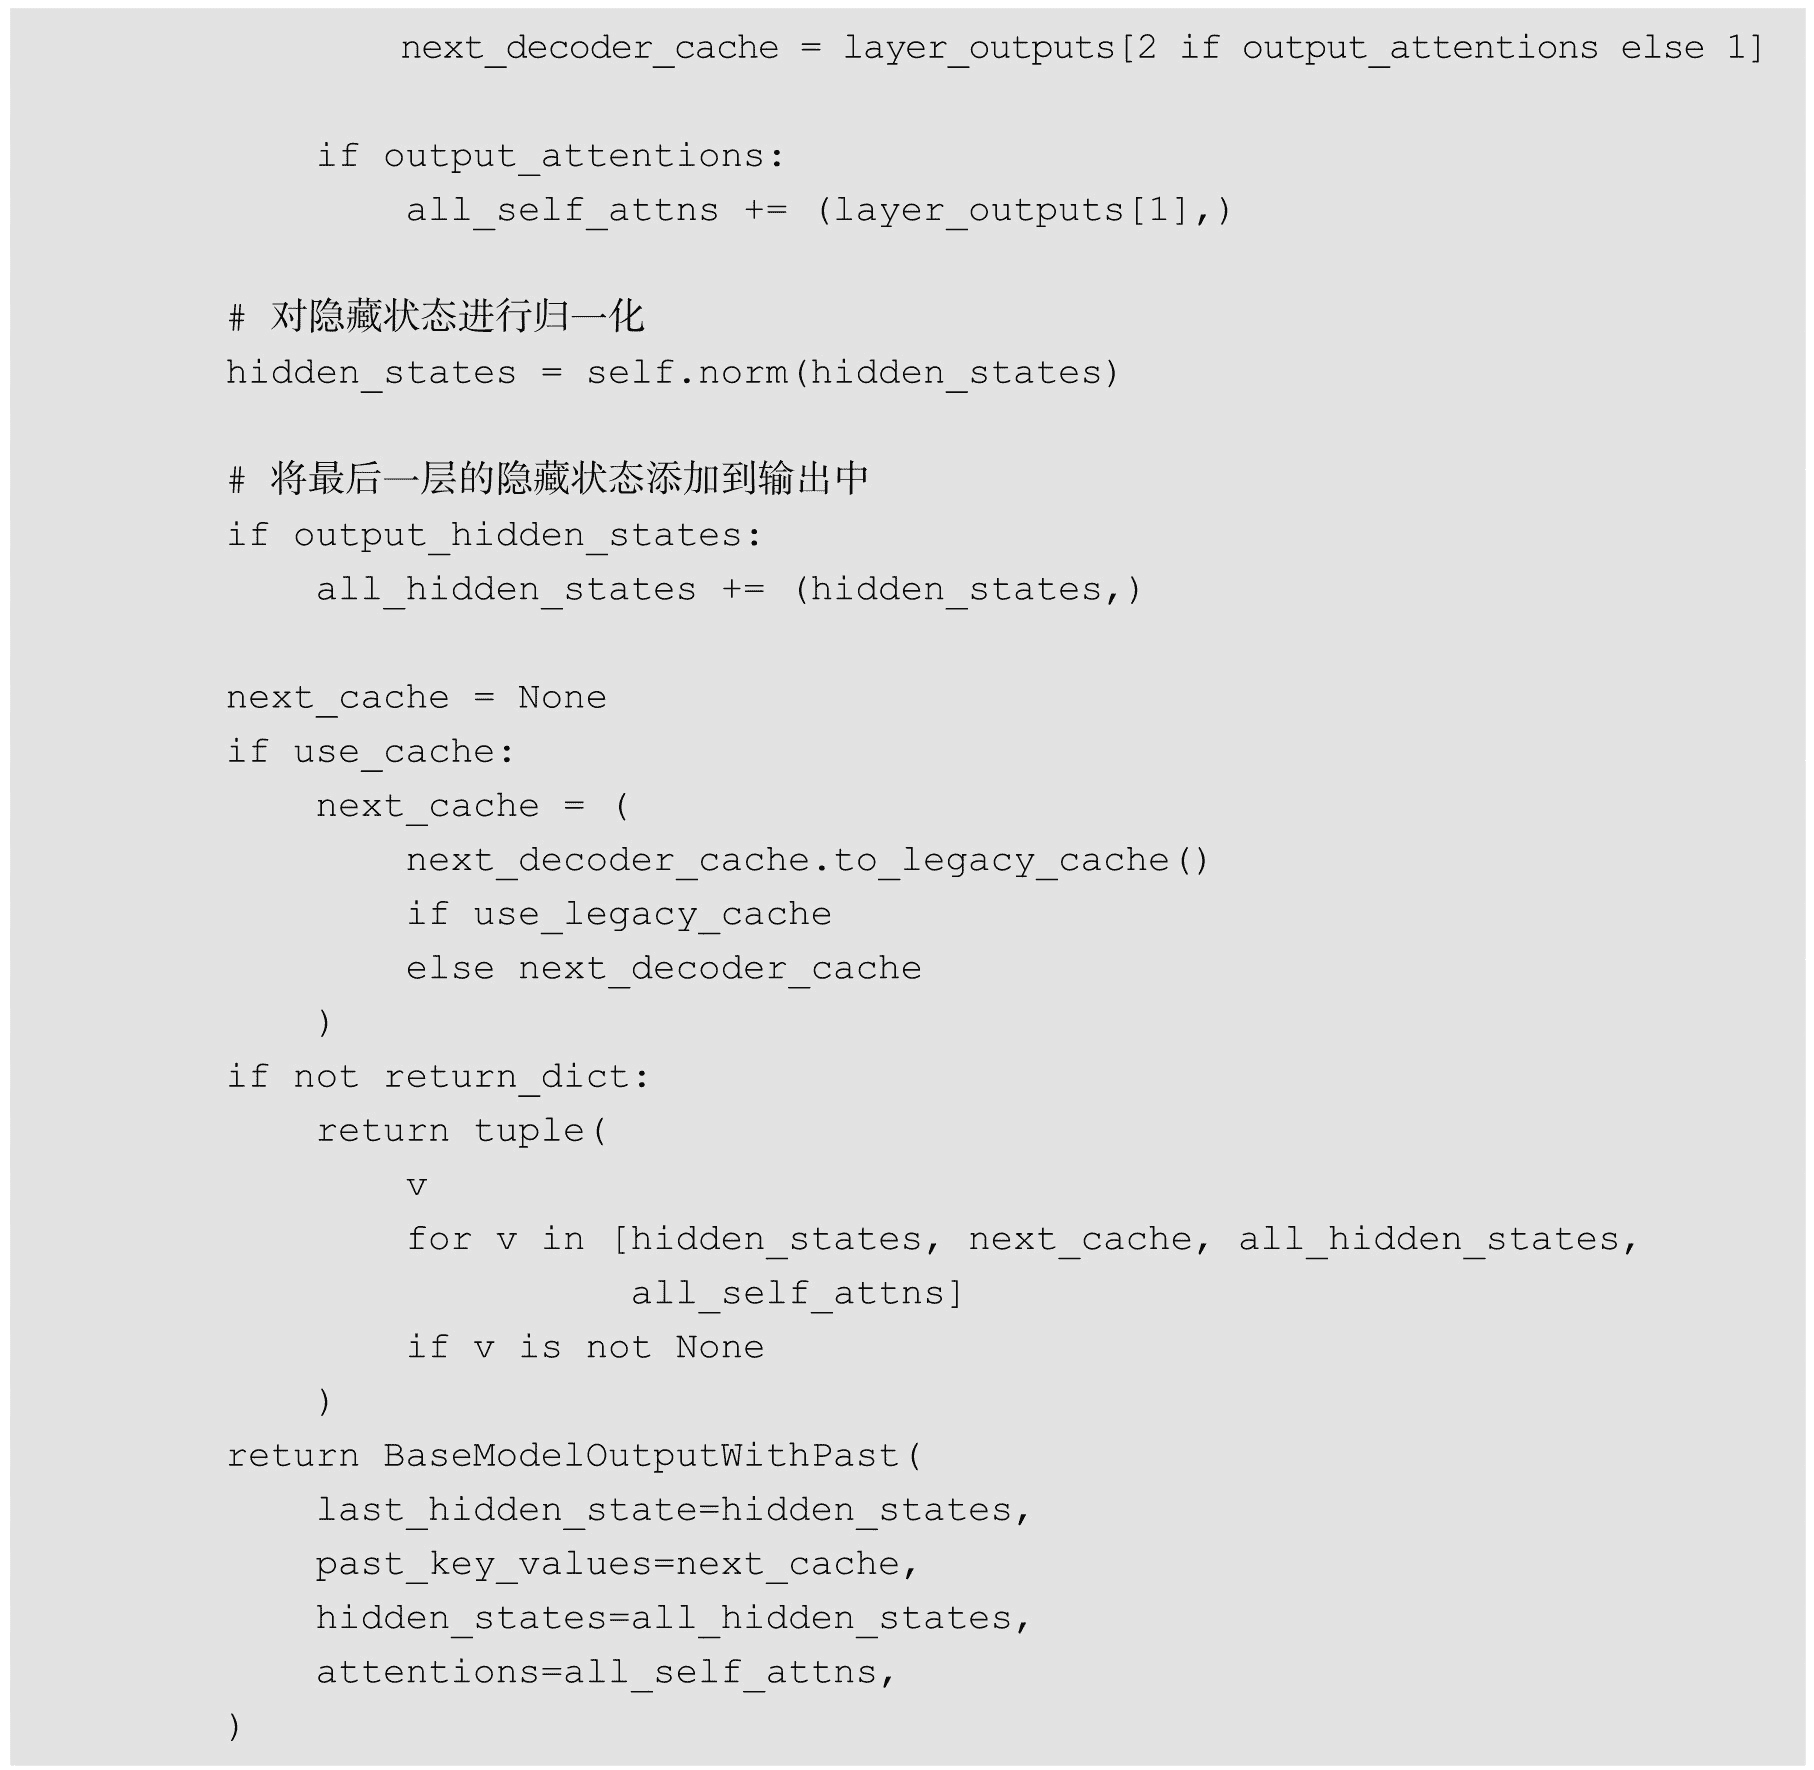 next_decoder_cache = layer_outputs[2 if output_attentions else 1]
if output_attentions:
all_self_attns += (layer_outputs[1],)
# 对隐藏状态进行归一化
hidden_states = self.norm(hidden_states)
# 将最后一层的隐藏状态添加到输出中
if output_hidden_states:
all_hidden_states += (hidden_states,)
next_cache = None
if use_cache:
next_cache = (
next_decoder_cache.to_legacy_cache()
if use_legacy_cache
else next_decoder_cache
)
if not return_dict:
return tuple(
v
for v in [hidden_states, next_cache, all_hidden_states,
all_self_attns]
if v is not None
)
return BaseModelOutputWithPast(
last_hidden_state=hidden_states,
past_key_values=next_cache,
hidden_states=all_hidden_states,
attentions=all_self_attns,
)